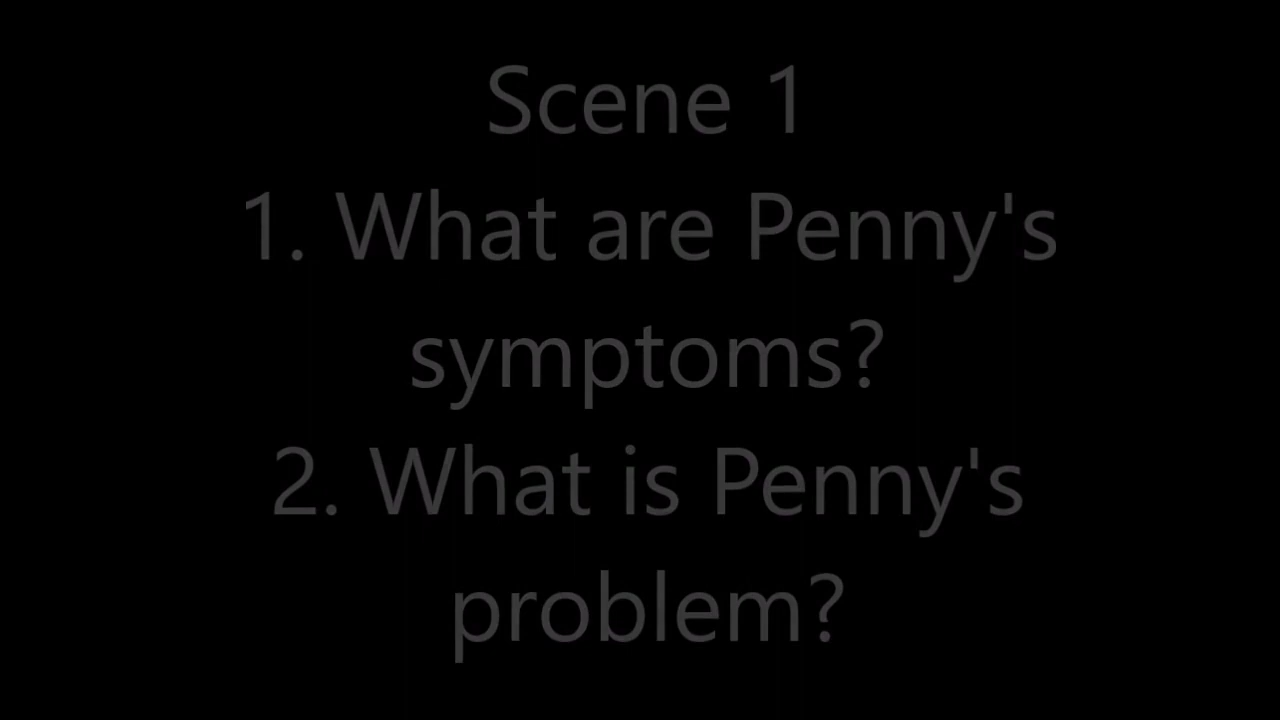 Scene 1
1. What are Penny's
symptoms?
2. What is Penny's
problem?